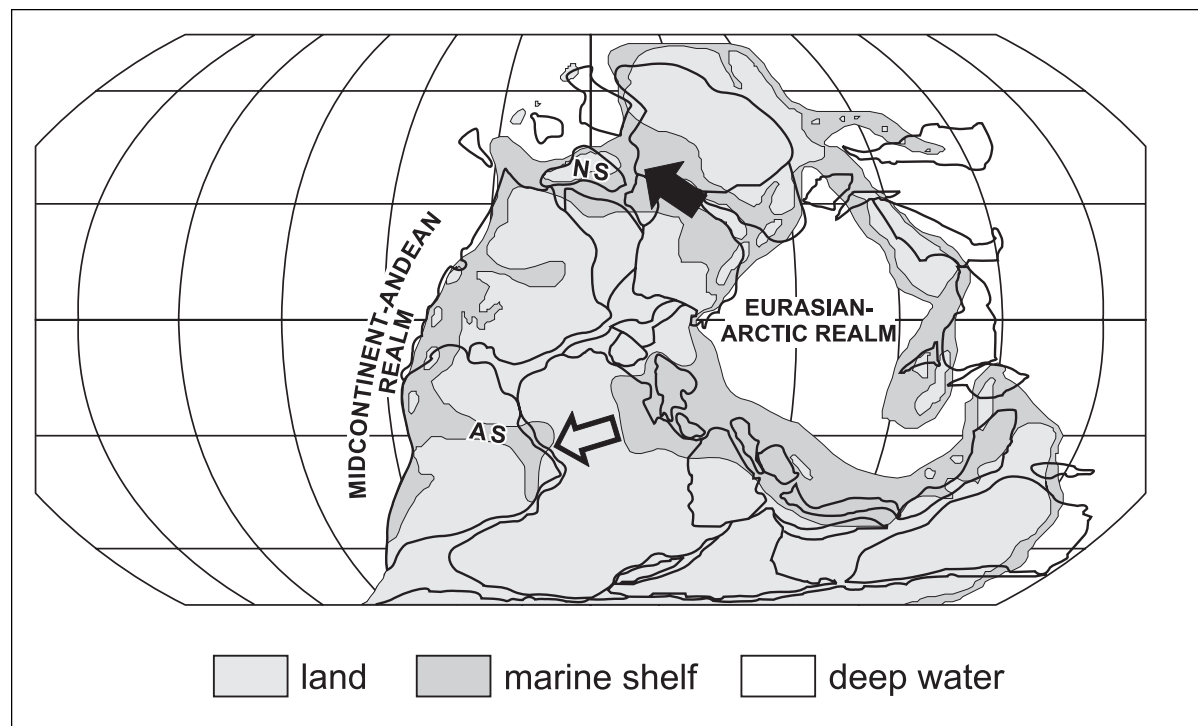 N S
MIDCONTINENT-ANDEAN
REALM
EURASIAN-
ARCTIC REALM
A S
land
marine shelf
deep water